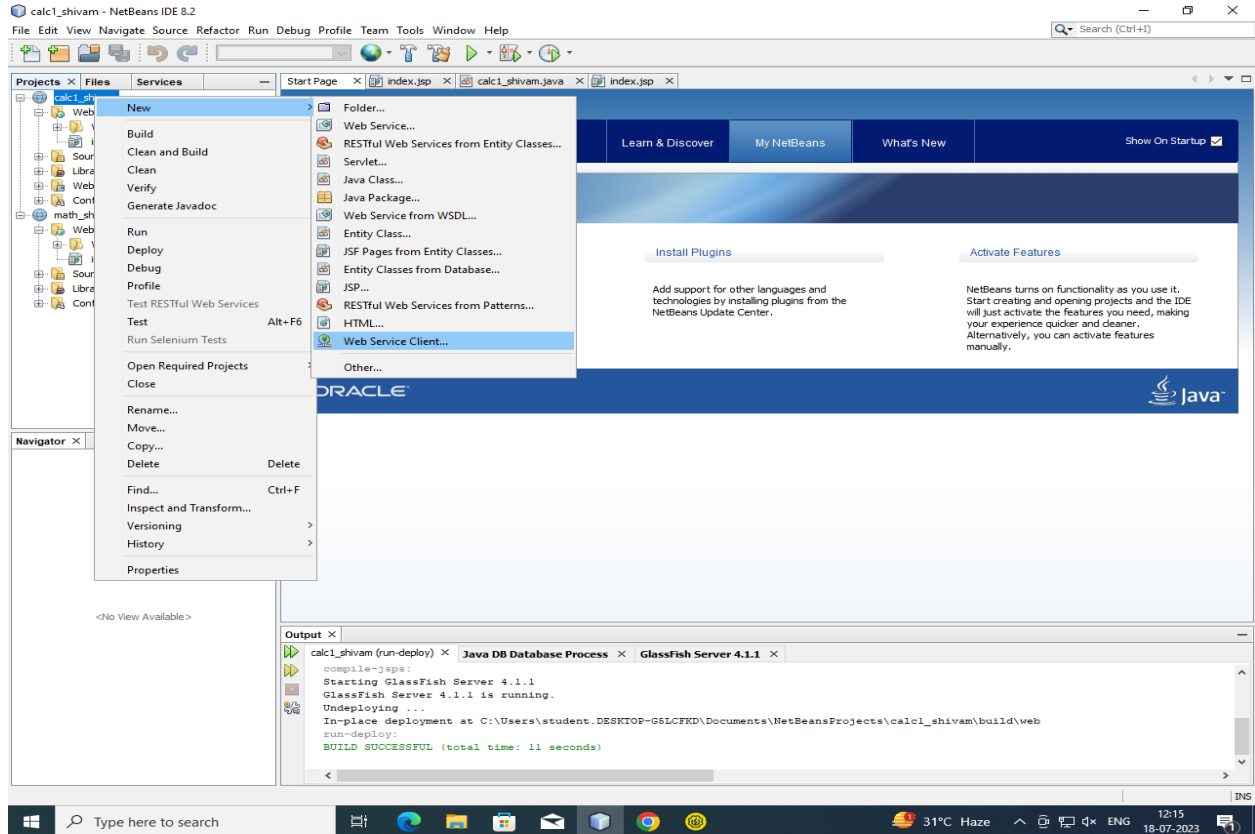 calc1_shivam - NetBeans IDE 8.2
File Edit View Navigate Source Refactor Run Debug Profile Team Tools Window Help
Search (Ctrl+I)
Projects Files Services
Start Page index.jsp calc1_shivam.java index.jsp
calc1_shi
Web
Sour
Libra
Web
Conf
math_sh
Web
Sour
Libra
Conf
New
Build
Clean and Build
Clean
Verify
Generate Javadoc
Run
Deploy
Debug
Profile
Test RESTful Web Services
Test Alt+F6
Run Selenium Tests
Open Required Projects
Close
Rename...
Move...
Copy...
Delete Delete
Find... Ctrl+F
Inspect and Transform...
Versioning
History
Properties
Folder...
Web Service...
RESTful Web Services from Entity Classes...
Servlet...
Java Class...
Java Package...
Web Service from WSDL...
Entity Class...
JSF Pages from Entity Classes...
Entity Classes from Database...
JSP...
RESTful Web Services from Patterns...
HTML...
Web Service Client...
Other...
Learn & Discover My NetBeans What's New Show On Startup
Install Plugins
Add support for other languages and
technologies by installing plugins from the
NetBeans Update Center.
Activate Features
NetBeans turns on functionality as you use it.
Start creating and opening projects and the IDE
will just activate the features you need, making
your experience quicker and cleaner.
Alternatively, you can activate features
manually.
ORACLE
Java
Navigator
<No View Available>
Output
calc1_shivam (run-deploy) Java DB Database Process GlassFish Server 4.1.1
compile-jsps:
Starting GlassFish Server 4.1.1
GlassFish Server 4.1.1 is running.
Undeploying ...
In-place deployment at C:\Users\student.DESKTOP-G5LCFKD\Documents\NetBeansProjects\calc1_shivam\build\web
run-deploy:
BUILD SUCCESSFUL (total time: 11 seconds)
INS
Type here to search
31°C Haze
ENG
12:15
18-07-2023